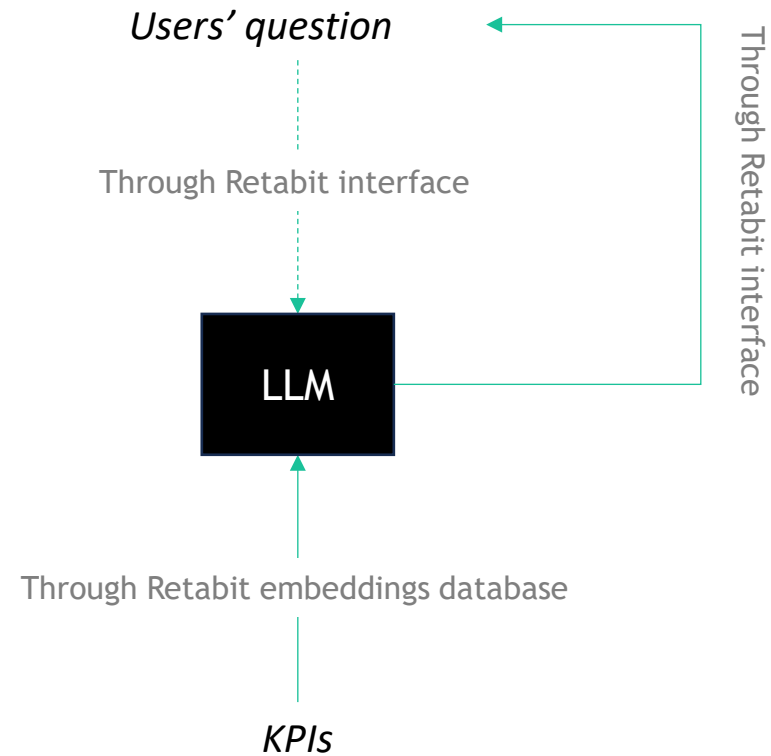 Users’ question
Through Retabit interface
Through Retabit interface
LLM
Through Retabit embeddings database
KPIs